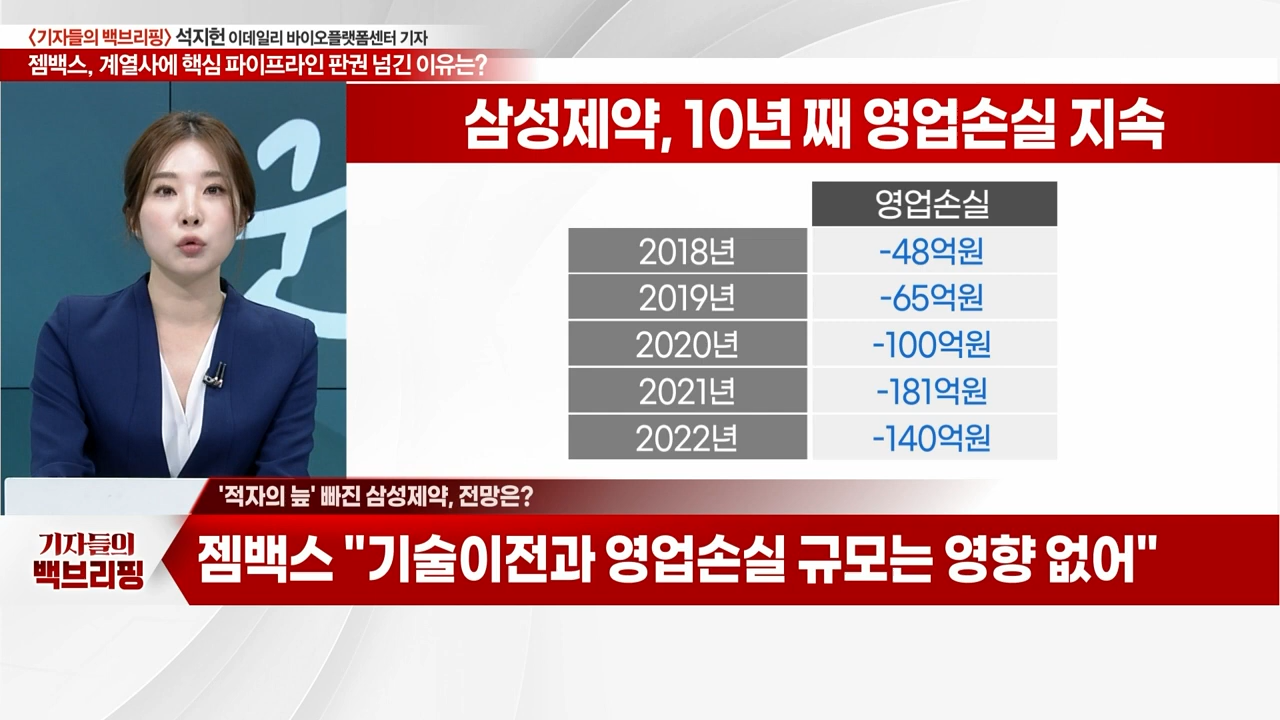 〈기자들의 백브리핑〉 석지헌 이데일리 바이오플랫폼센터 기자
젬백스, 계열사에 핵심 파이프라인 판권 넘긴 이유는?
삼성제약, 10년 째 영업손실 지속
영업손실
2018년 -48억원
2019년 -65억원
2020년 -100억원
2021년 -181억원
2022년 -140억원
'적자의 늪' 빠진 삼성제약, 전망은?
기자들의
백브리핑
젬백스 "기술이전과 영업손실 규모는 영향 없어"